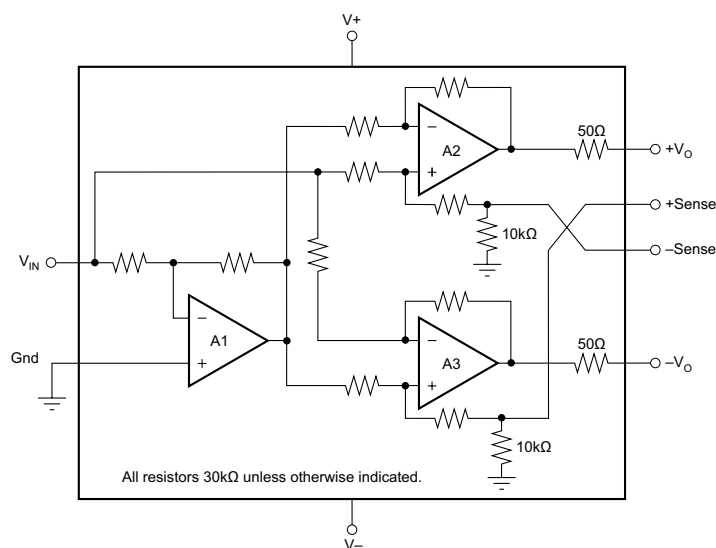 V+
A2
50Ω
+VO
+Sense
10kΩ
–Sense
VIN
A1
Gnd
A3
50Ω
–VO
10kΩ
All resistors 30kΩ unless otherwise indicated.
V–